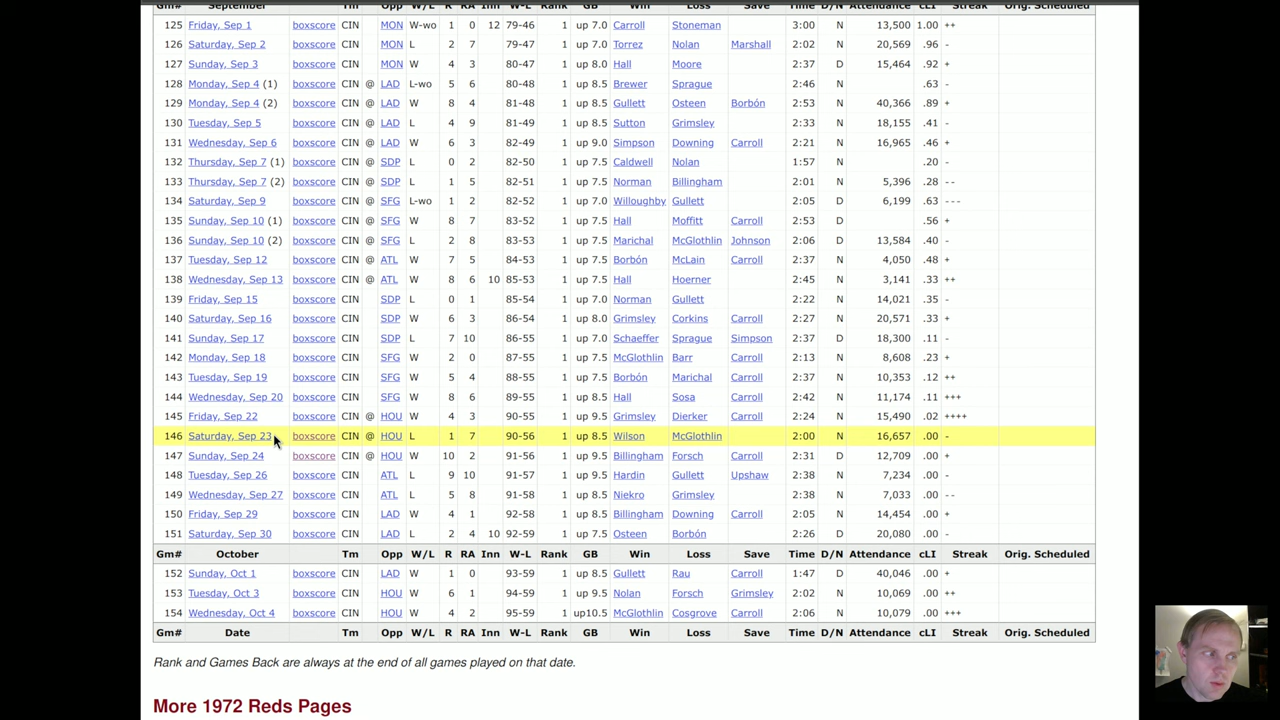 Gm# September Tm Opp W/L R RA Inn W-L Rank GB Win Loss Save Time D/N Attendance cLI Streak Orig. Scheduled
125 Friday, Sep 1 boxscore CIN MON W-wo 1 0 12 79-46 1 up 7.0 Carroll Stoneman 3:00 N 13,500 1.00 ++
126 Saturday, Sep 2 boxscore CIN MON L 2 7 79-47 1 up 7.0 Torrez Nolan Marshall 2:02 N 20,569 .96 -
127 Sunday, Sep 3 boxscore CIN MON W 4 3 80-47 1 up 8.0 Hall Moore 2:37 D 15,464 .92 +
128 Monday, Sep 4 (1) boxscore CIN @ LAD L-wo 5 6 80-48 1 up 8.5 Brewer Sprague 2:46 N .63 -
129 Monday, Sep 4 (2) boxscore CIN @ LAD W 8 4 81-48 1 up 8.5 Gullett Osteen Borbón 2:53 N 40,366 .89 +
130 Tuesday, Sep 5 boxscore CIN @ LAD L 4 9 81-49 1 up 8.5 Sutton Grimsley 2:33 N 18,155 .41 -
131 Wednesday, Sep 6 boxscore CIN @ LAD W 6 3 82-49 1 up 9.0 Simpson Downing Carroll 2:21 N 16,965 .46 +
132 Thursday, Sep 7 (1) boxscore CIN @ SDP L 0 2 82-50 1 up 7.5 Caldwell Nolan 1:57 N .20 -
133 Thursday, Sep 7 (2) boxscore CIN @ SDP L 1 5 82-51 1 up 7.5 Norman Billingham 2:01 N 5,396 .28 --
134 Saturday, Sep 9 boxscore CIN @ SFG L-wo 1 2 82-52 1 up 7.5 Willoughby Gullett 2:05 D 6,199 .63 ---
135 Sunday, Sep 10 (1) boxscore CIN @ SFG W 8 7 83-52 1 up 7.5 Hall Moffitt Carroll 2:53 D .56 +
136 Sunday, Sep 10 (2) boxscore CIN @ SFG L 2 8 83-53 1 up 7.5 Marichal McGlothlin Johnson 2:06 D 13,584 .40 -
137 Tuesday, Sep 12 boxscore CIN @ ATL W 7 5 84-53 1 up 7.5 Borbón McLain Carroll 2:37 N 4,050 .48 +
138 Wednesday, Sep 13 boxscore CIN @ ATL W 8 6 10 85-53 1 up 7.5 Hall Hoerner 2:45 N 3,141 .33 ++
139 Friday, Sep 15 boxscore CIN SDP L 0 1 85-54 1 up 7.0 Norman Gullett 2:22 N 14,021 .35 -
140 Saturday, Sep 16 boxscore CIN SDP W 6 3 86-54 1 up 8.0 Grimsley Corkins Carroll 2:27 N 20,571 .33 +
141 Sunday, Sep 17 boxscore CIN SDP L 7 10 86-55 1 up 7.0 Schaeffer Sprague Simpson 2:37 D 18,300 .11 -
142 Monday, Sep 18 boxscore CIN SFG W 2 0 87-55 1 up 7.5 McGlothlin Barr Carroll 2:13 N 8,608 .23 +
143 Tuesday, Sep 19 boxscore CIN SFG W 5 4 88-55 1 up 7.5 Borbón Marichal Carroll 2:37 N 10,353 .12 ++
144 Wednesday, Sep 20 boxscore CIN SFG W 8 6 89-55 1 up 8.5 Hall Sosa Carroll 2:42 N 11,174 .11 +++
145 Friday, Sep 22 boxscore CIN @ HOU W 4 3 90-55 1 up 9.5 Grimsley Dierker Carroll 2:24 N 15,490 .02 ++++
146 Saturday, Sep 23 boxscore CIN @ HOU L 1 7 90-56 1 up 8.5 Wilson McGlothlin 2:00 N 16,657 .00 -
147 Sunday, Sep 24 boxscore CIN @ HOU W 10 2 91-56 1 up 9.5 Billingham Forsch Carroll 2:31 D 12,709 .00 +
148 Tuesday, Sep 26 boxscore CIN ATL L 9 10 91-57 1 up 9.5 Hardin Gullett Upshaw 2:38 N 7,234 .00 -
149 Wednesday, Sep 27 boxscore CIN ATL L 5 8 91-58 1 up 8.5 Niekro Grimsley 2:38 N 7,033 .00 --
150 Friday, Sep 29 boxscore CIN LAD W 4 1 92-58 1 up 8.5 Billingham Downing Carroll 2:05 N 14,454 .00 +
151 Saturday, Sep 30 boxscore CIN LAD L 2 4 10 92-59 1 up 7.5 Osteen Borbón 2:26 D 20,080 .00 -
Gm# October Tm Opp W/L R RA Inn W-L Rank GB Win Loss Save Time D/N Attendance cLI Streak Orig. Scheduled
152 Sunday, Oct 1 boxscore CIN LAD W 1 0 93-59 1 up 8.5 Gullett Rau Carroll 1:47 D 40,046 .00 +
153 Tuesday, Oct 3 boxscore CIN HOU W 6 1 94-59 1 up 9.5 Nolan Forsch Grimsley 2:02 N 10,069 .00 ++
154 Wednesday, Oct 4 boxscore CIN HOU W 4 2 95-59 1 up10.5 McGlothlin Cosgrove Carroll 2:06 N 10,079 .00 +++
Gm# Date Tm Opp W/L R RA Inn W-L Rank GB Win Loss Save Time D/N Attendance cLI Streak Orig. Scheduled
Rank and Games Back are always at the end of all games played on that date.
More 1972 Reds Pages